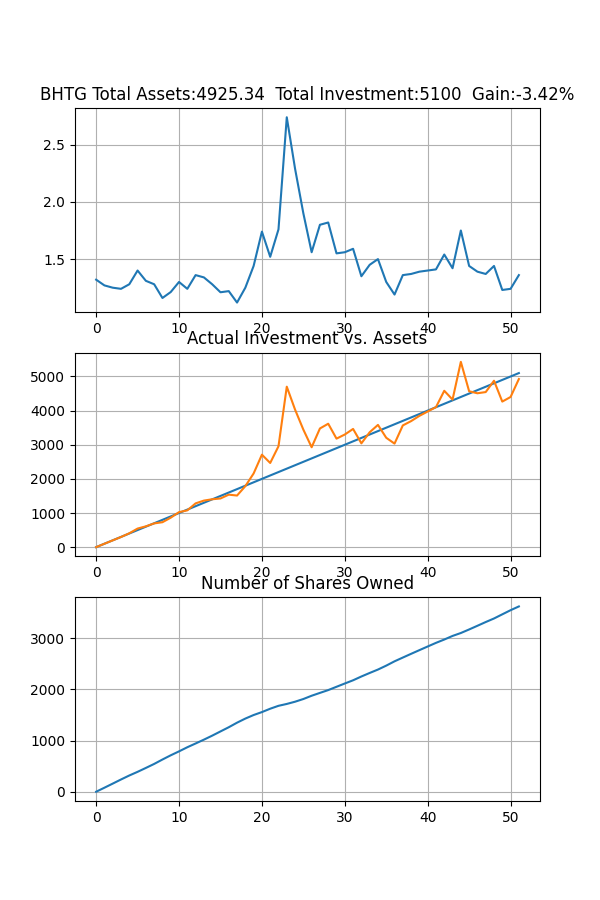 BHTG Total Assets:4925.34  Total Investment:5100  Gain:-3.42%
2.5
2.0
1.5
0 10 20 30 40 50
Actual Investment vs. Assets
5000
4000
3000
2000
1000
0
0 10 20 30 40 50
Number of Shares Owned
3000
2000
1000
0
0 10 20 30 40 50